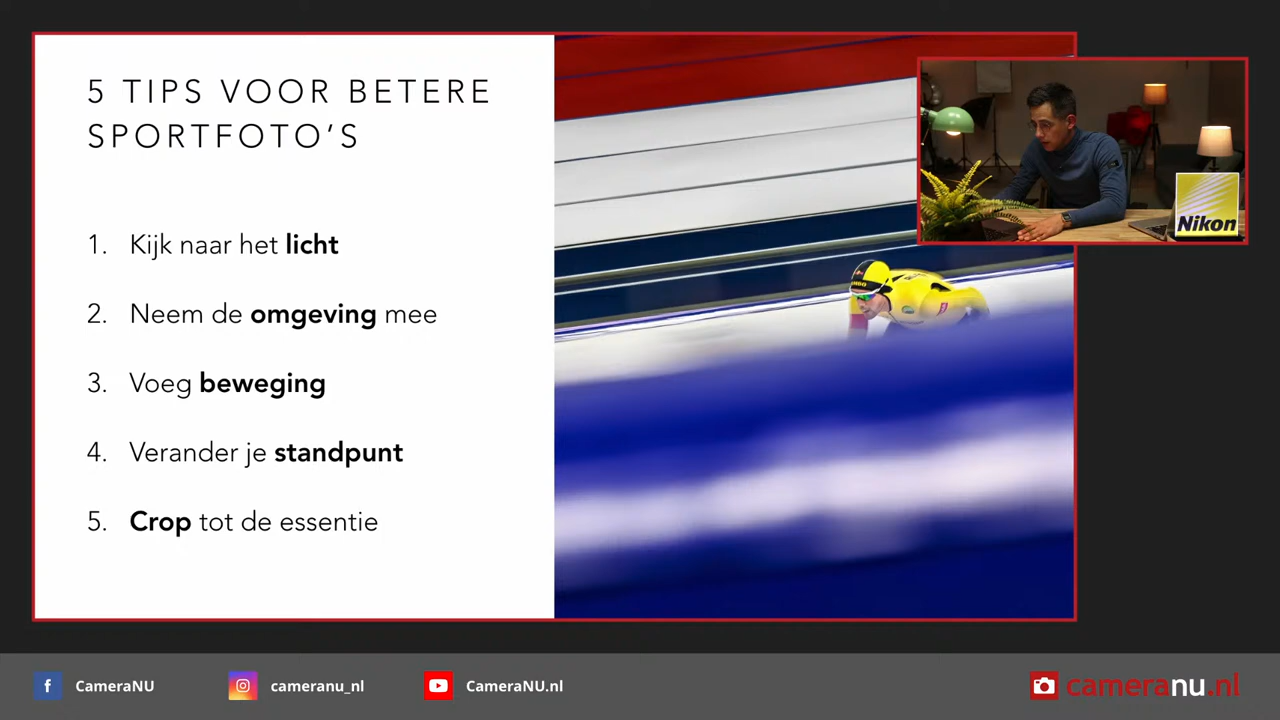 5 TIPS VOOR BETERE
SPORTFOTO’S
1. Kijk naar het licht
2. Neem de omgeving mee
3. Voeg beweging
4. Verander je standpunt
5. Crop tot de essentie
Nikon
CameraNU
cameranu_nl
CameraNU.nl
cameranu.nl